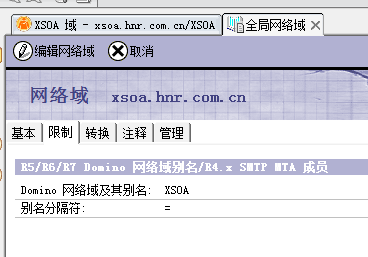 XSOA 域 - xsoa.hnr.com.cn/XSOA 全局网络域
编辑网络域 取消
网络域 xsoa.hnr.com.cn
基本 限制 转换 注释 管理
R5/R6/R7 Domino 网络域别名/R4.x SMTP MTA 成员
Domino 网络域及其别名: XSOA
别名分隔符: =